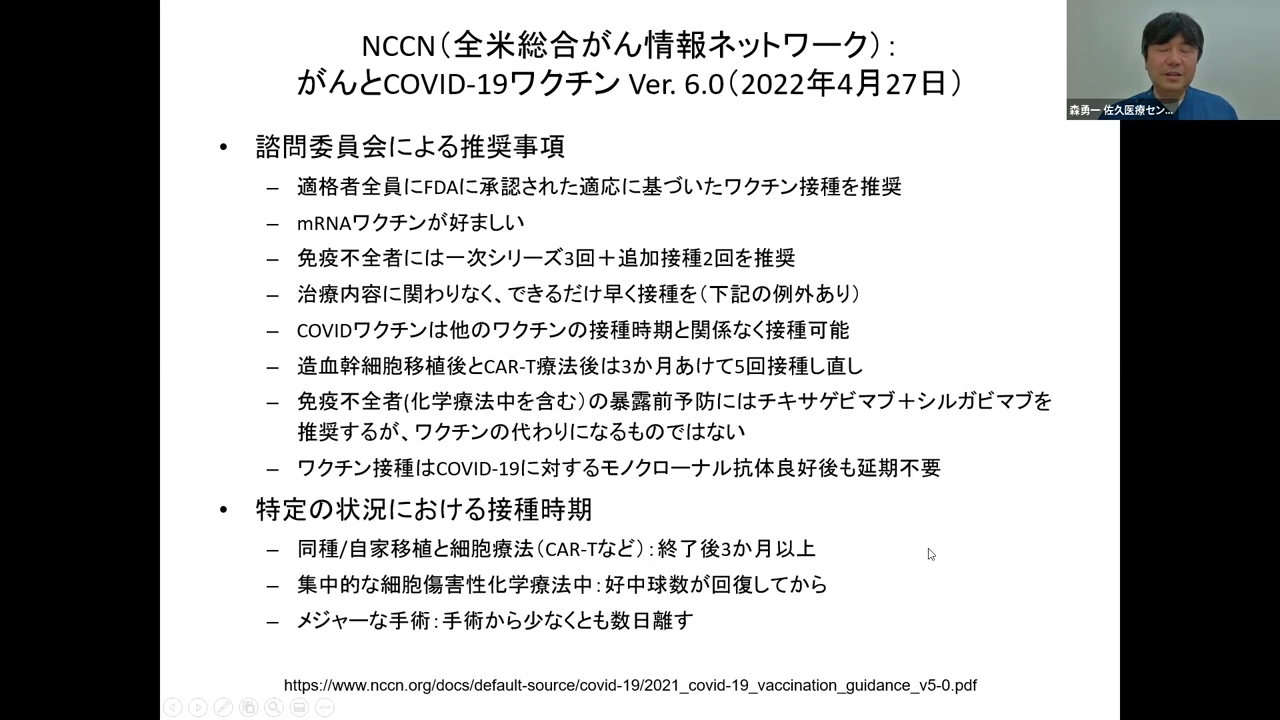 NCCN(全米総合がん情報ネットワーク):
がんとCOVID-19ワクチン Ver. 6.0(2022年4月27日)
森勇一 佐久医療セン...
• 諮問委員会による推奨事項
– 適格者全員にFDAに承認された適応に基づいたワクチン接種を推奨
– mRNAワクチンが好ましい
– 免疫不全者には一次シリーズ3回+追加接種2回を推奨
– 治療内容に関わりなく、できるだけ早く接種を(下記の例外あり)
– COVIDワクチンは他のワクチンの接種時期と関係なく接種可能
– 造血幹細胞移植後とCAR-T療法後は3か月あけて5回接種し直し
– 免疫不全者(化学療法中を含む)の暴露前予防にはチキサゲビマブ+シルガビマブを
推奨するが、ワクチンの代わりになるものではない
– ワクチン接種はCOVID-19に対するモノクローナル抗体良好後も延期不要
• 特定の状況における接種時期
– 同種/自家移植と細胞療法(CAR-Tなど):終了後3か月以上
– 集中的な細胞傷害性化学療法中:好中球数が回復してから
– メジャーな手術:手術から少なくとも数日離す
https://www.nccn.org/docs/default-source/covid-19/2021_covid-19_vaccination_guidance_v5-0.pdf